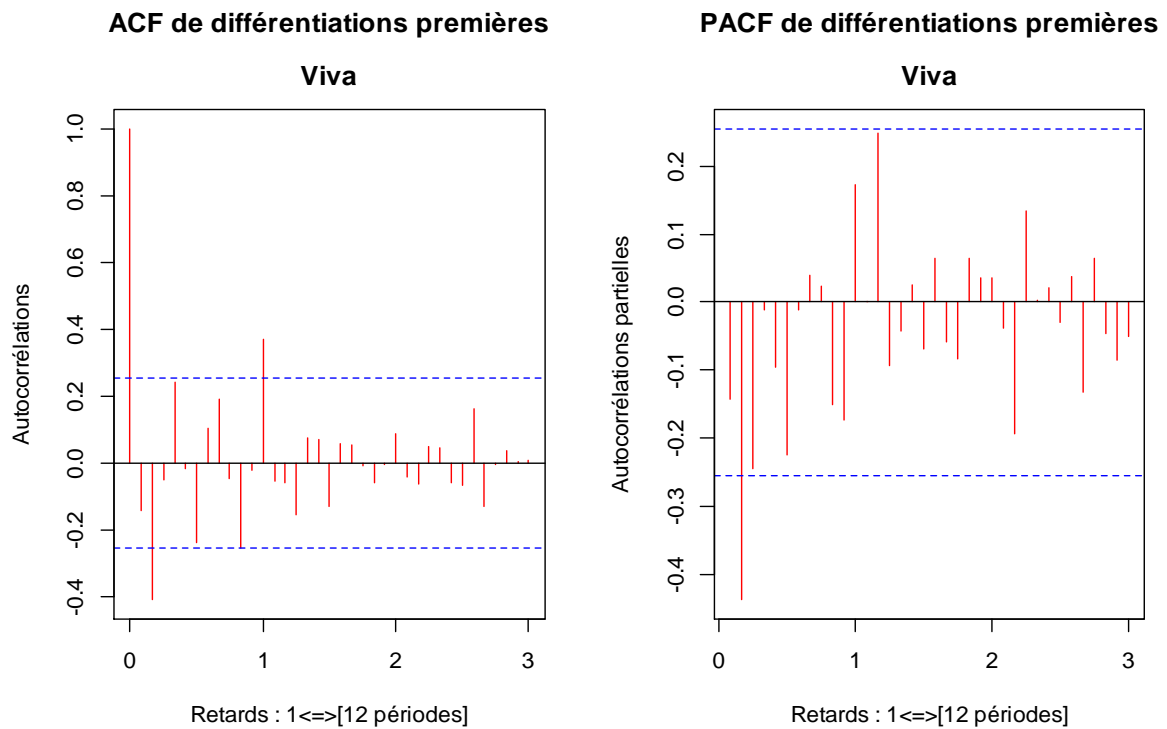 ACF de différentiations premières
Viva
1.0
0.8
0.6
0.4
0.2
0.0
-0.2
-0.4
Autocorrélations
0
1
2
3
Retards : 1<=>[12 périodes]
PACF de différentiations premières
Viva
0.2
0.1
0.0
-0.1
-0.2
-0.3
-0.4
Autocorrélations partielles
0
1
2
3
Retards : 1<=>[12 périodes]